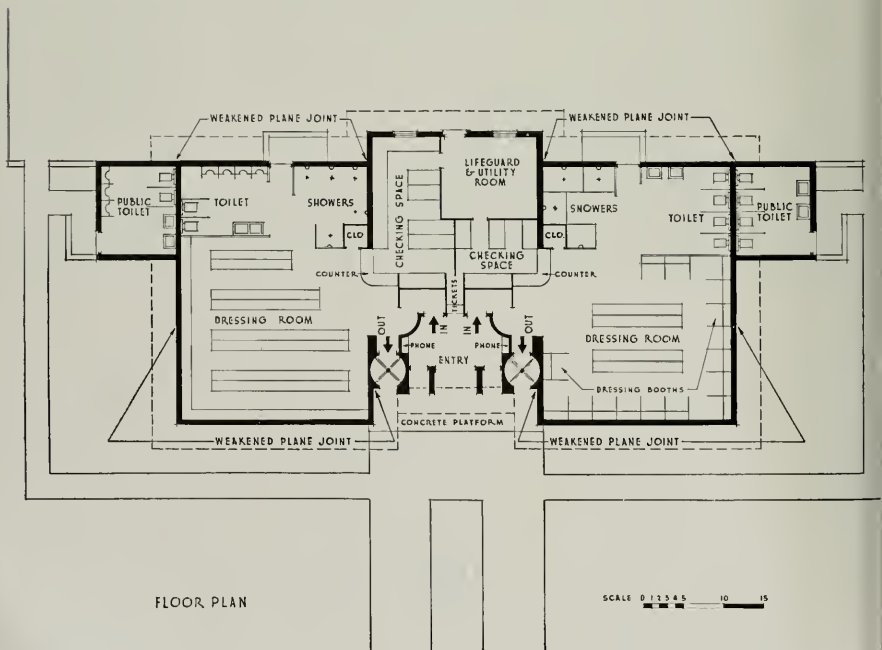 WEAKENED PLANE JOINT
WEAKENED PLANE JOINT
LIFEGUARD
& UTILITY
ROOM
PUBLIC
TOILET
TOILET
SHOWERS
CLO.
CHECKING SPACE
SHOWERS
CLO.
TOILET
PUBLIC
TOILET
CHECKING
SPACE
COUNTER
COUNTER
TICKETS
DRESSING ROOM
OUT
IN
IN
OUT
DRESSING ROOM
PHONE
PHONE
ENTRY
DRESSING BOOTHS
CONCRETE PLATFORM
WEAKENED PLANE JOINT
WEAKENED PLANE JOINT
FLOOR PLAN
SCALE 0 1 2 3 4 5 10 15